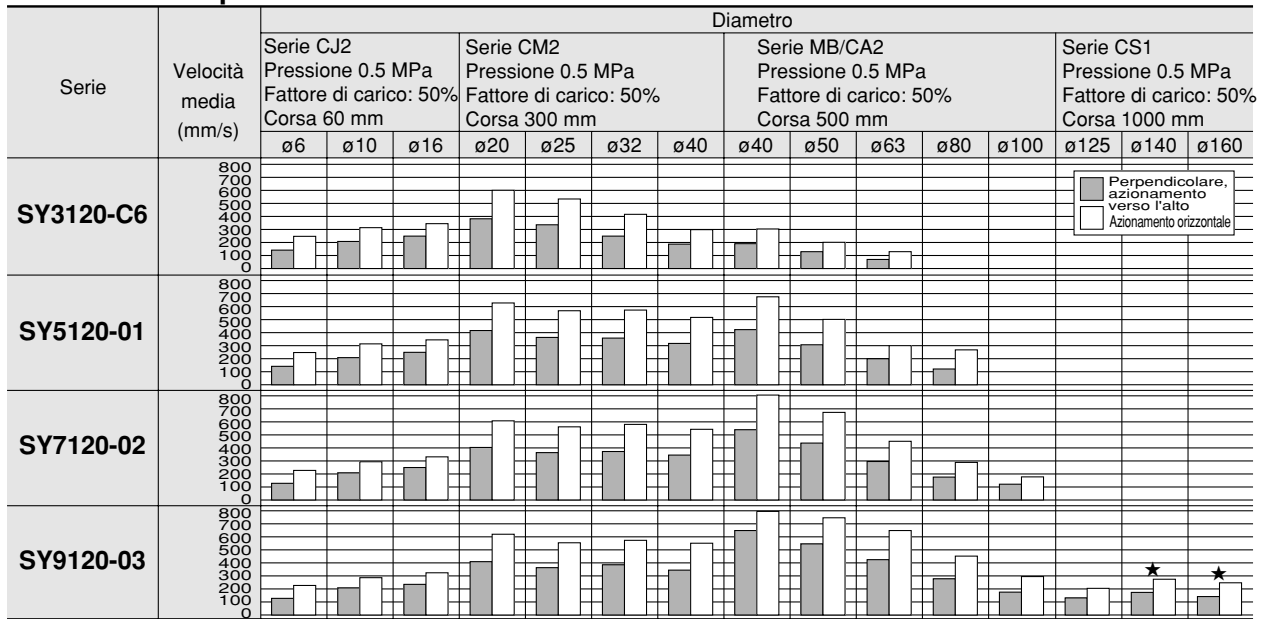 Diametro
Serie
Velocità
media
(mm/s)
Serie CJ2
Pressione 0.5 MPa
Fattore di carico: 50%
Corsa 60 mm
Serie CM2
Pressione 0.5 MPa
Fattore di carico: 50%
Corsa 300 mm
Serie MB/CA2
Pressione 0.5 MPa
Fattore di carico: 50%
Corsa 500 mm
Serie CS1
Pressione 0.5 MPa
Fattore di carico: 50%
Corsa 1000 mm
ø6 ø10 ø16 ø20 ø25 ø32 ø40 ø40 ø50 ø63 ø80 ø100 ø125 ø140 ø160
SY3120-C6
800
700
600
500
400
300
200
100
0
Perpendicolare,
azionamento
verso l'alto
Azionamento orizzontale
SY5120-01
800
700
600
500
400
300
200
100
0
SY7120-02
800
700
600
500
400
300
200
100
0
SY9120-03
800
700
600
500
400
300
200
100
0
★ ★